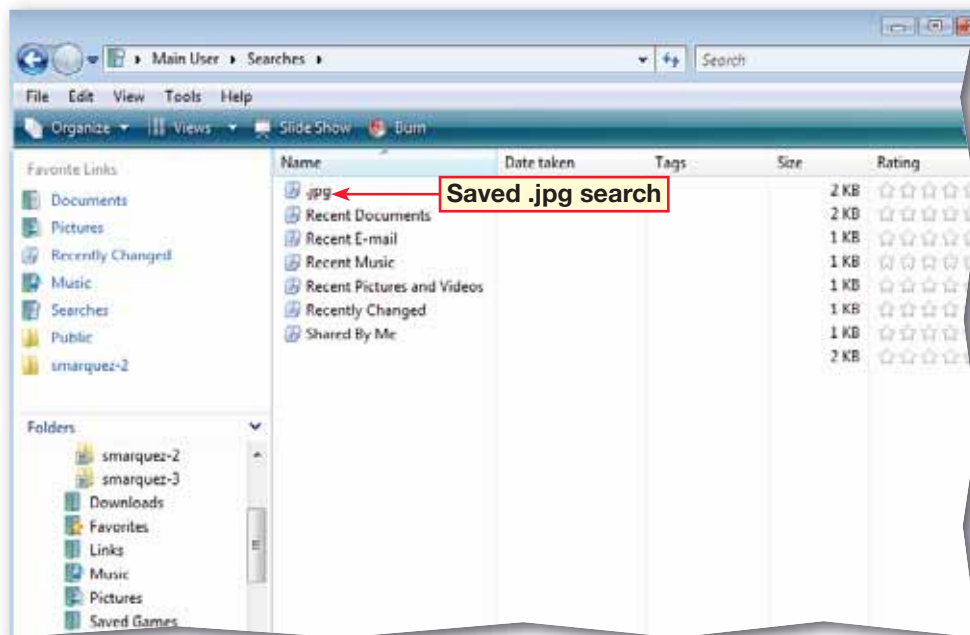 Main User Searches
Search
File Edit View Tools Help
Organize Views Slide Show Burn
Favorite Links
Documents
Pictures
Recently Changed
Music
Searches
Public
smarquez-2
Folders
smarquez-2
smarquez-3
Downloads
Favorites
Links
Music
Pictures
Saved Games
Name Date taken Tags Size Rating
.jpg Saved .jpg search 2 KB
Recent Documents 2 KB
Recent E-mail 1 KB
Recent Music 1 KB
Recent Pictures and Videos 1 KB
Recently Changed 1 KB
Shared By Me 1 KB
2 KB